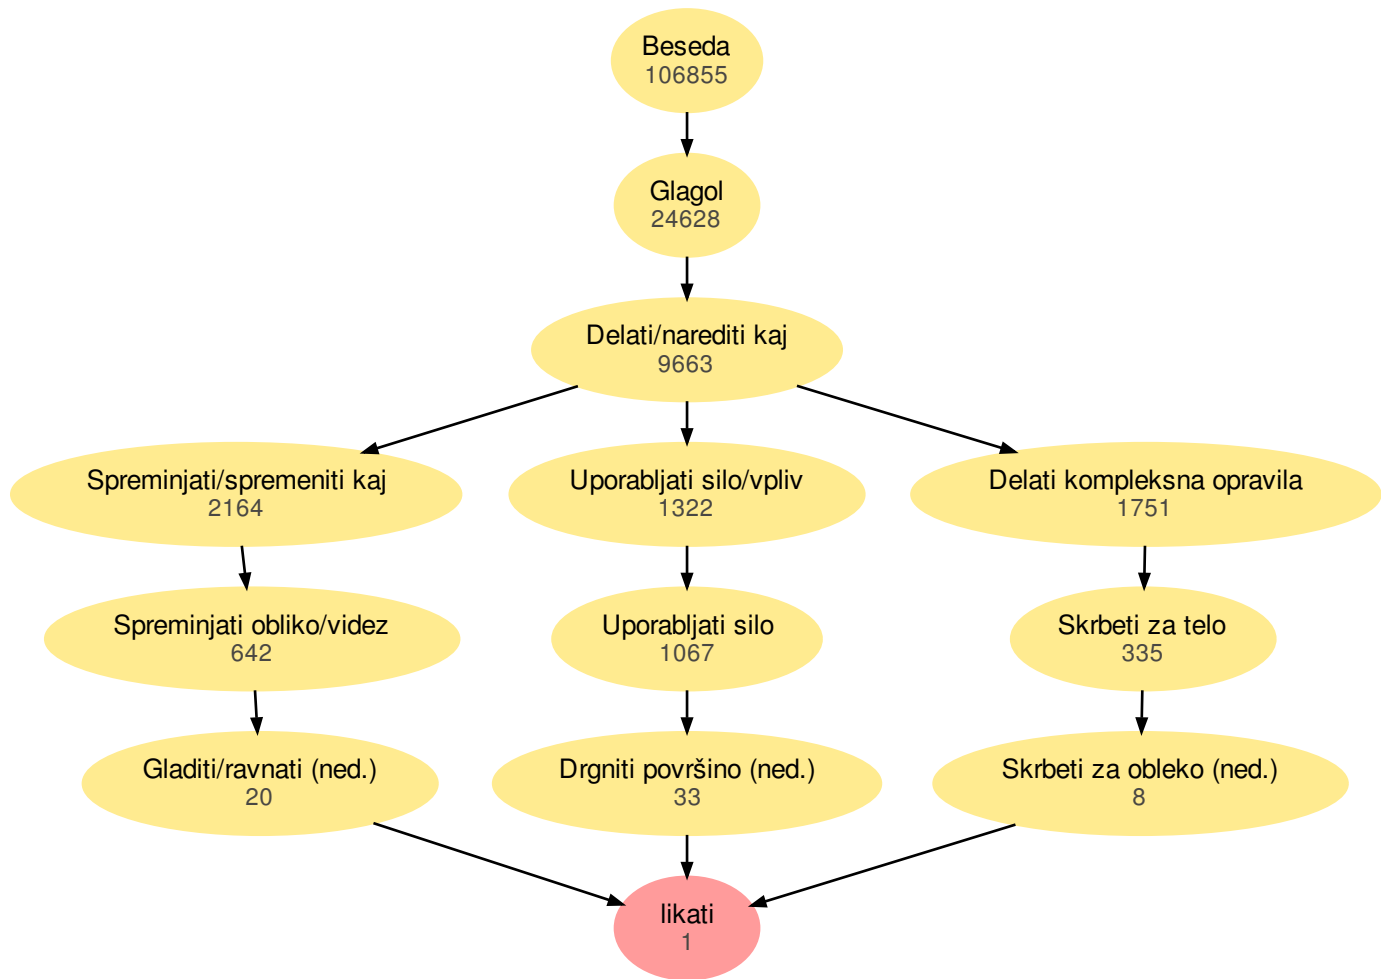 Beseda
106855
Glagol
24628
Delati/narediti kaj
9663
Spreminjati/spremeniti kaj
2164
Uporabljati silo/vpliv
1322
Delati kompleksna opravila
1751
Spreminjati obliko/videz
642
Uporabljati silo
1067
Skrbeti za telo
335
Gladiti/ravnati (ned.)
20
Drgniti površino (ned.)
33
Skrbeti za obleko (ned.)
8
likati
1